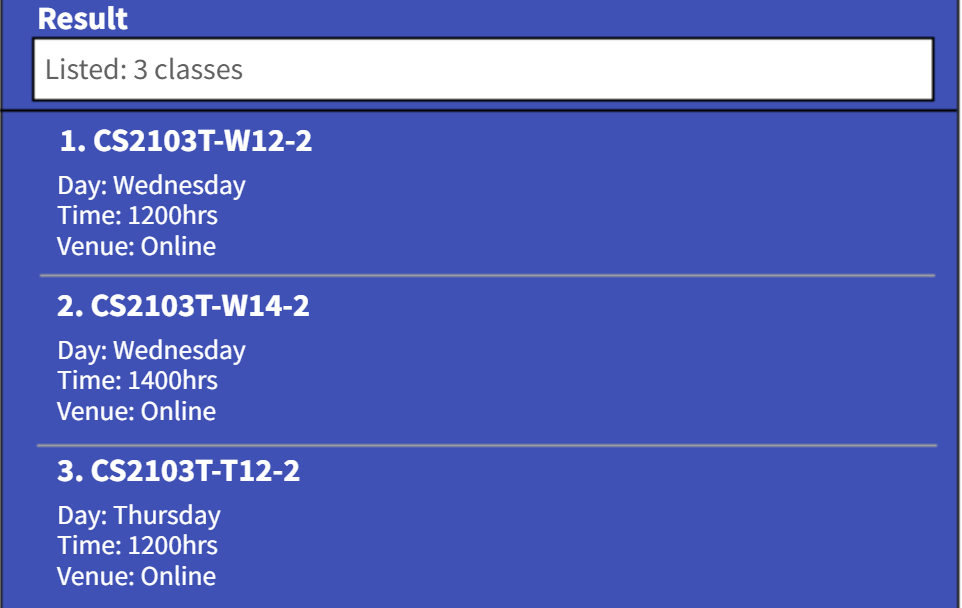 Result
Listed: 3 classes
1. CS2103T-W12-2
Day: Wednesday
Time: 1200hrs
Venue: Online
2. CS2103T-W14-2
Day: Wednesday
Time: 1400hrs
Venue: Online
3. CS2103T-T12-2
Day: Thursday
Time: 1200hrs
Venue: Online